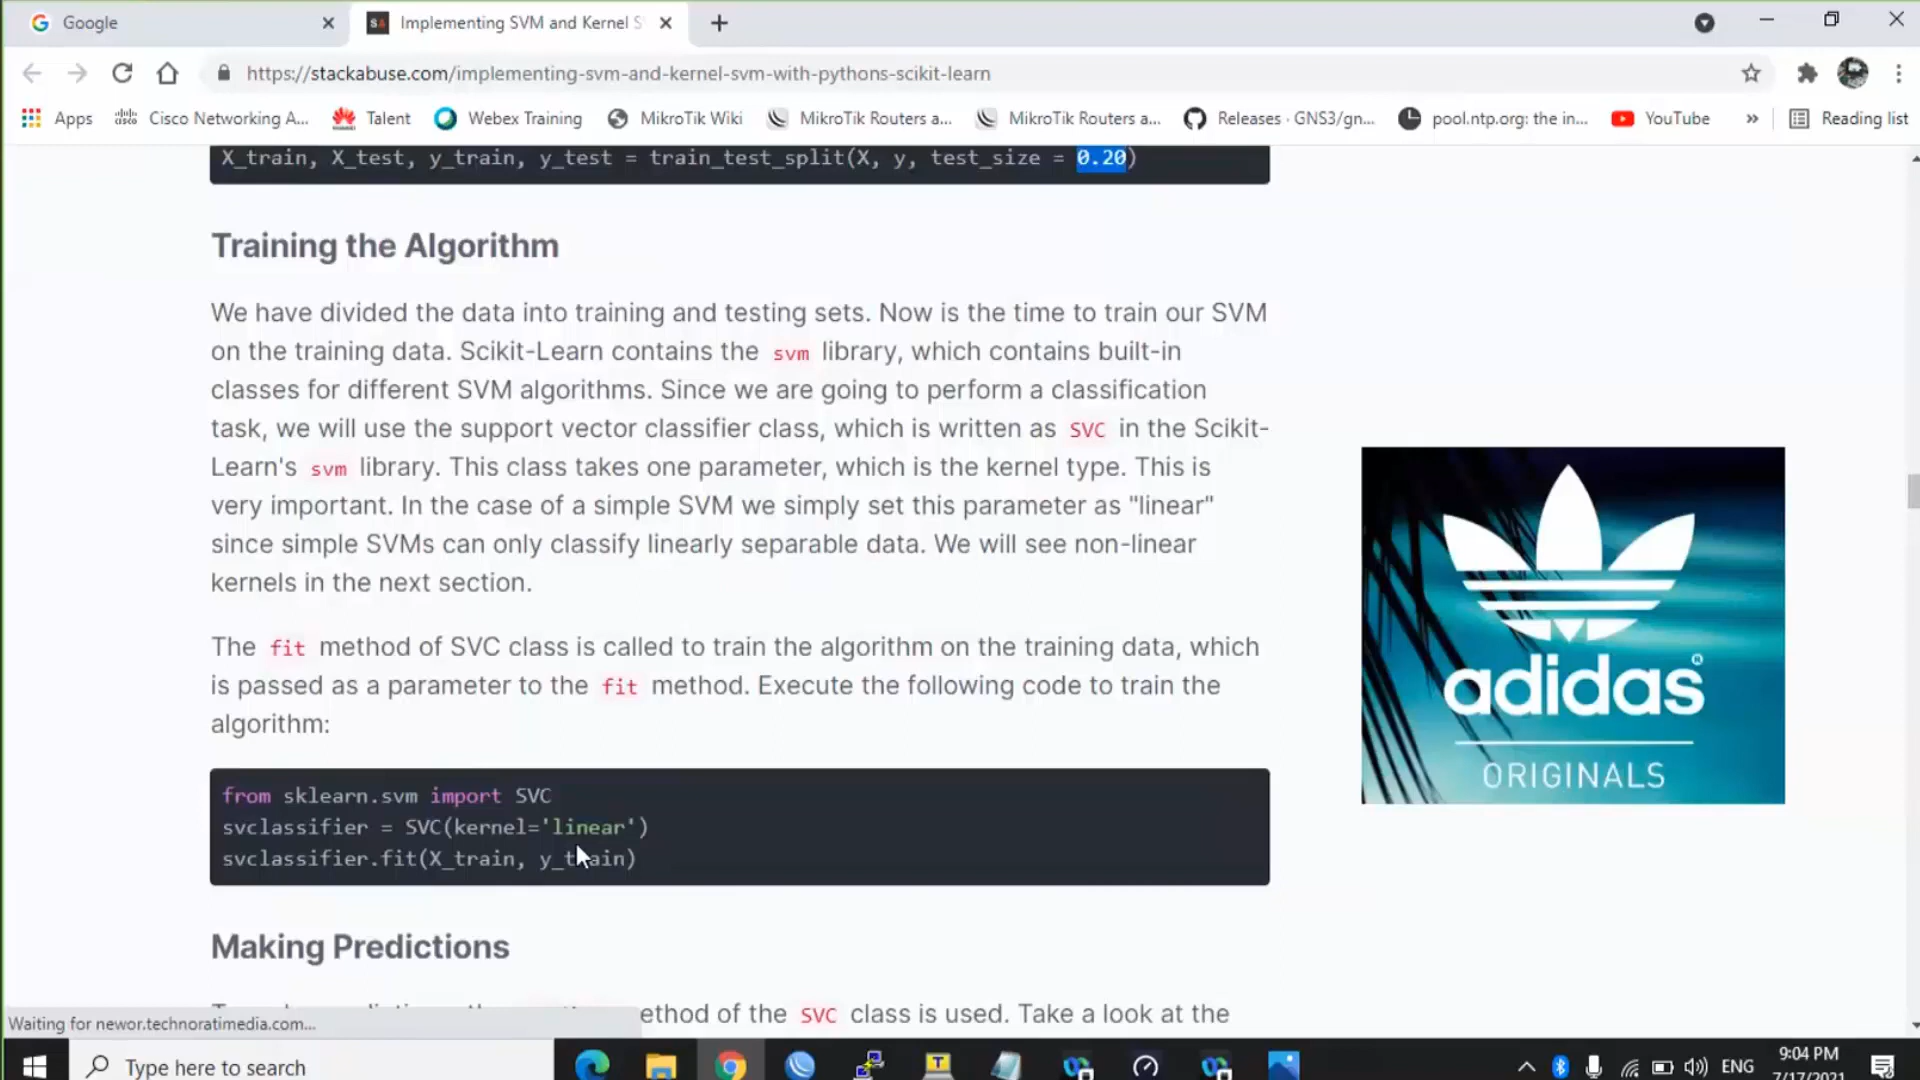 Google
Implementing SVM and Kernel S
https://stackabuse.com/implementing-svm-and-kernel-svm-with-pythons-scikit-learn
Apps
Cisco Networking A...
Talent
Webex Training
MikroTik Wiki
MikroTik Routers a...
MikroTik Routers a...
Releases · GNS3/gn...
pool.ntp.org: the in...
YouTube
»
Reading list
X_train, X_test, y_train, y_test = train_test_split(X, y, test_size = 0.20)
Training the Algorithm
We have divided the data into training and testing sets. Now is the time to train our SVM
on the training data. Scikit-Learn contains the svm library, which contains built-in
classes for different SVM algorithms. Since we are going to perform a classification
task, we will use the support vector classifier class, which is written as SVC in the Scikit-
Learn's svm library. This class takes one parameter, which is the kernel type. This is
very important. In the case of a simple SVM we simply set this parameter as "linear"
since simple SVMs can only classify linearly separable data. We will see non-linear
kernels in the next section.
The fit method of SVC class is called to train the algorithm on the training data, which
is passed as a parameter to the fit method. Execute the following code to train the
algorithm:
from sklearn.svm import SVC
svclassifier = SVC(kernel='linear')
svclassifier.fit(X_train, y_train)
adidas
ORIGINALS
Making Predictions
ethod of the SVC class is used. Take a look at the
Waiting for newor.technoratimedia.com...
Type here to search
ENG
9:04 PM
7/17/2021